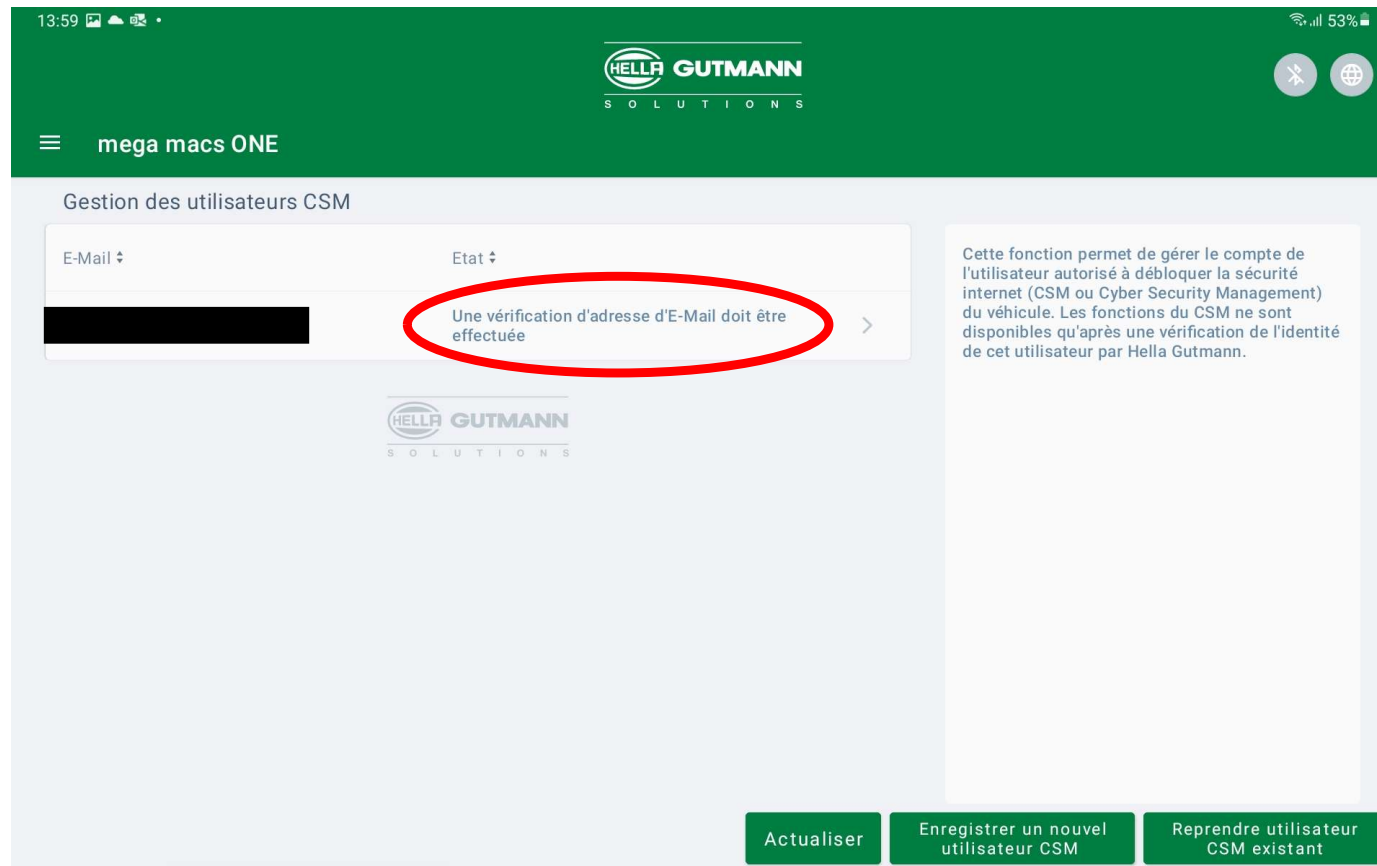 13:59
53%
HELLA GUTMANN
SOLUTIONS
mega macs ONE
Gestion des utilisateurs CSM
E-Mail
Etat
Une vérification d'adresse d'E-Mail doit être
effectuée
Cette fonction permet de gérer le compte de
l'utilisateur autorisé à débloquer la sécurité
internet (CSM ou Cyber Security Management)
du véhicule. Les fonctions du CSM ne sont
disponibles qu'après une vérification de l'identité
de cet utilisateur par Hella Gutmann.
HELLA GUTMANN
SOLUTIONS
Actualiser
Enregistrer un nouvel
utilisateur CSM
Reprendre utilisateur
CSM existant